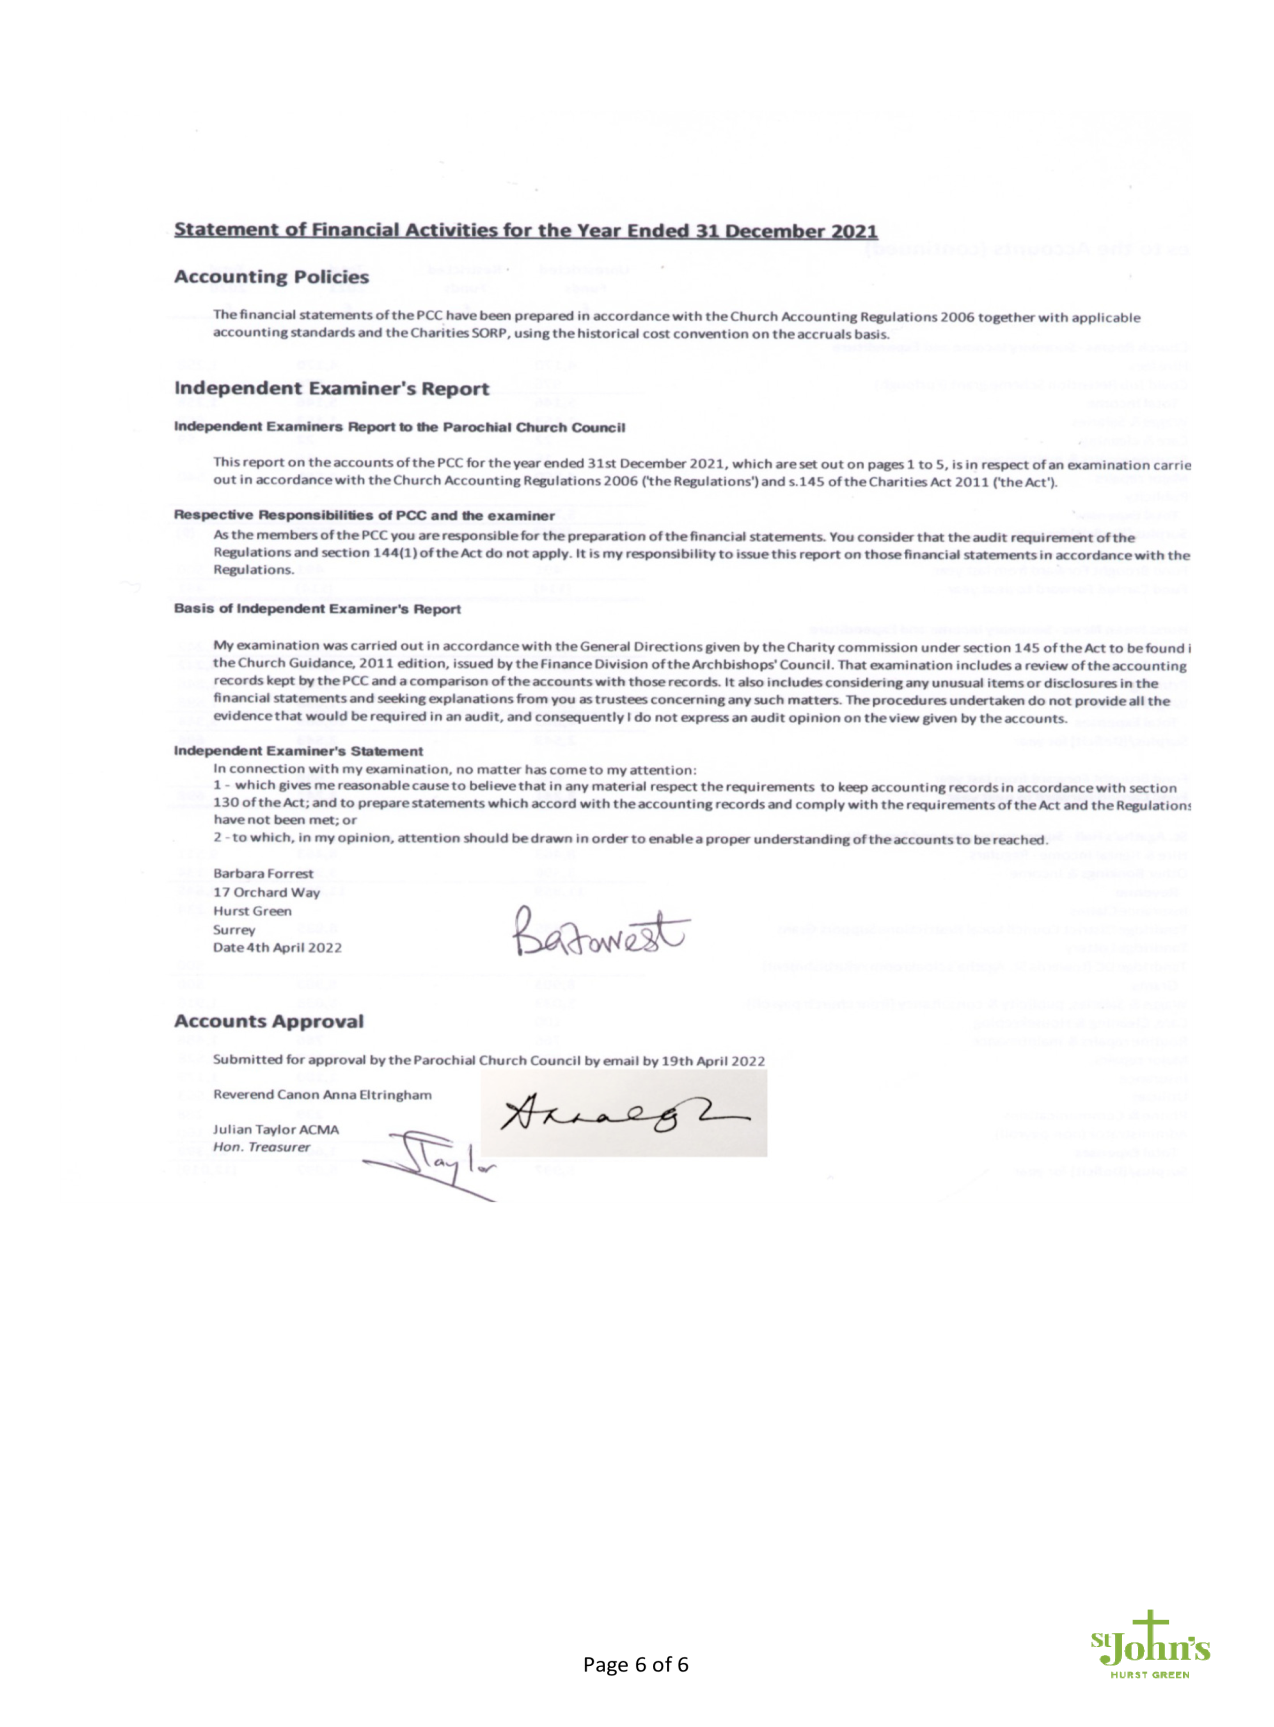 Statement of Financial Activities for the Year Ended 31 December 2021
Accounting Policies
The financial statements of the PCC have been prepared in accordance with the Church Accounting Regulations 2006 together with applicable
accounting standards and the Charities SORP, using the historical cost convention on the accruals basis.
Independent Examiner's Report
Independent Examiners Report to the Parochial Church Council
This report on the accounts of the PCC for the year ended 31st December 2021, which are set out on pages 1 to 5, is in respect of an examination carrie
out in accordance with the Church Accounting Regulations 2006 ('the Regulations') and s.145 of the Charities Act 2011 ('the Act').
Respective Responsibilities of PCC and the examiner
As the members of the PCC you are responsible for the preparation of the financial statements. You consider that the audit requirement of the
Regulations and section 144(1) of the Act do not apply. It is my responsibility to issue this report on those financial statements in accordance with the
Regulations.
Basis of Independent Examiner's Report
My examination was carried out in accordance with the General Directions given by the Charity commission under section 145 of the Act to be found i
the Church Guidance, 2011 edition, issued by the Finance Division of the Archbishops' Council. That examination includes a review of the accounting
records kept by the PCC and a comparison of the accounts with those records. It also includes considering any unusual items or disclosures in the
financial statements and seeking explanations from you as trustees concerning any such matters. The procedures undertaken do not provide all the
evidence that would be required in an audit, and consequently I do not express an audit opinion on the view given by the accounts.
Independent Examiner's Statement
In connection with my examination, no matter has come to my attention:
1 - which gives me reasonable cause to believe that in any material respect the requirements to keep accounting records in accordance with section
130 of the Act; and to prepare statements which accord with the accounting records and comply with the requirements of the Act and the Regulations
have not been met; or
2 - to which, in my opinion, attention should be drawn in order to enable a proper understanding of the accounts to be reached.
Barbara Forrest
17 Orchard Way
Hurst Green
Surrey
Date 4th April 2022
Accounts Approval
Submitted for approval by the Parochial Church Council by email by 19th April 2022
Reverend Canon Anna Eltringham
Julian Taylor ACMA
Hon. Treasurer
JTaylor
Page 6 of 6
St John's
HURST GREEN